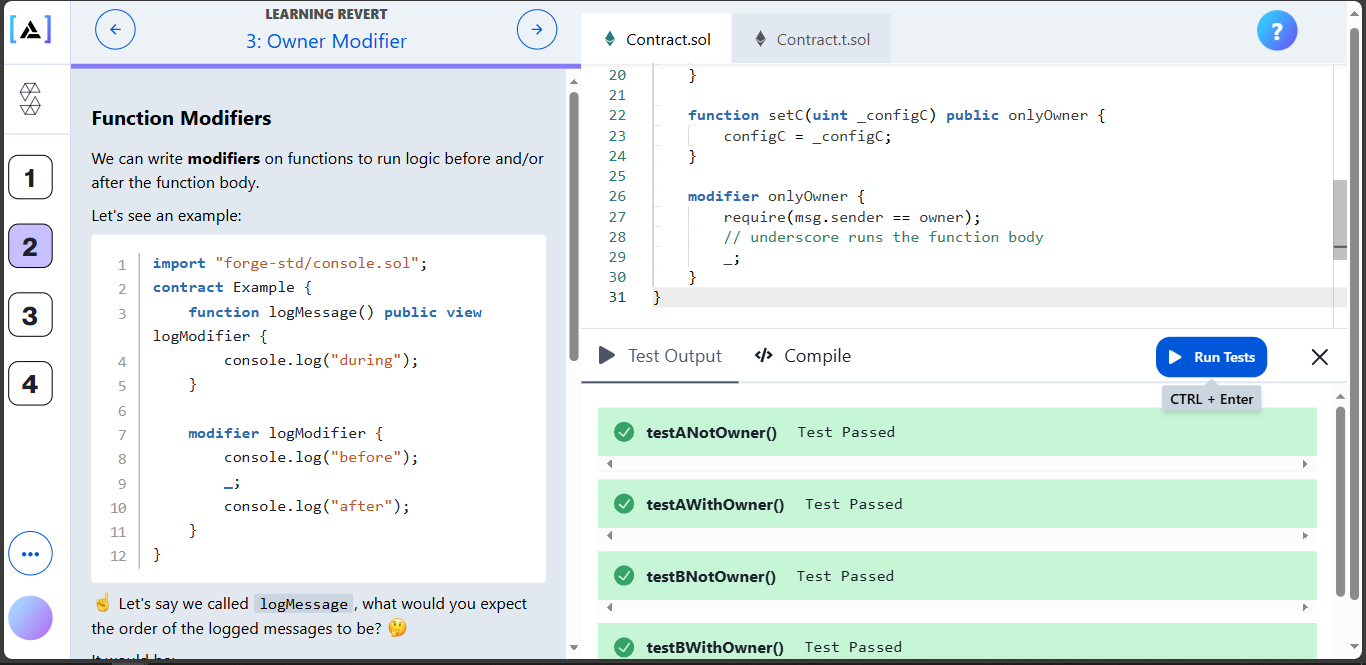 LEARNING REVERT
3: Owner Modifier
1
2
3
4
Function Modifiers
We can write modifiers on functions to run logic before and/or
after the function body.
Let's see an example:
1 import "forge-std/console.sol";
2 contract Example {
3 function logMessage() public view
logModifier {
4 console.log("during");
5 }
6
7 modifier logModifier {
8 console.log("before");
9 _;
10 console.log("after");
11 }
12 }
☝️ Let's say we called logMessage, what would you expect
the order of the logged messages to be? 🤔
Contract.sol
Contract.t.sol
?
20 }
21
22 function setC(uint _configC) public onlyOwner {
23 configC = _configC;
24 }
25
26 modifier onlyOwner {
27 require(msg.sender == owner);
28 // underscore runs the function body
29 _;
30 }
31 }
Test Output
Compile
Run Tests
CTRL + Enter
testANotOwner() Test Passed
testAWithOwner() Test Passed
testBNotOwner() Test Passed
testBWithOwner() Test Passed